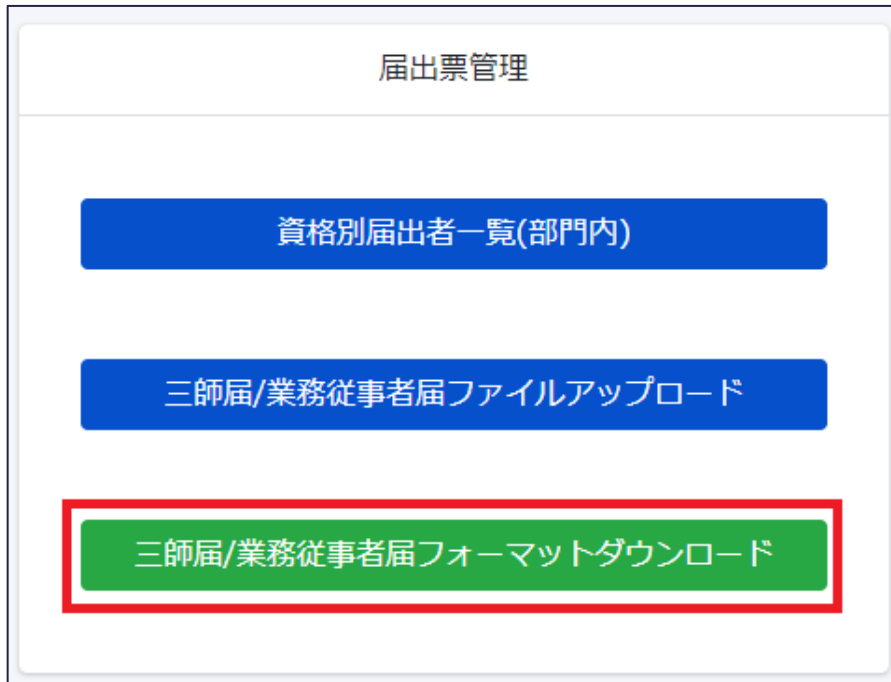 届出票管理
資格別届出者一覧(部門内)
三師届/業務従事者届ファイルアップロード
三師届/業務従事者届フォーマットダウンロード